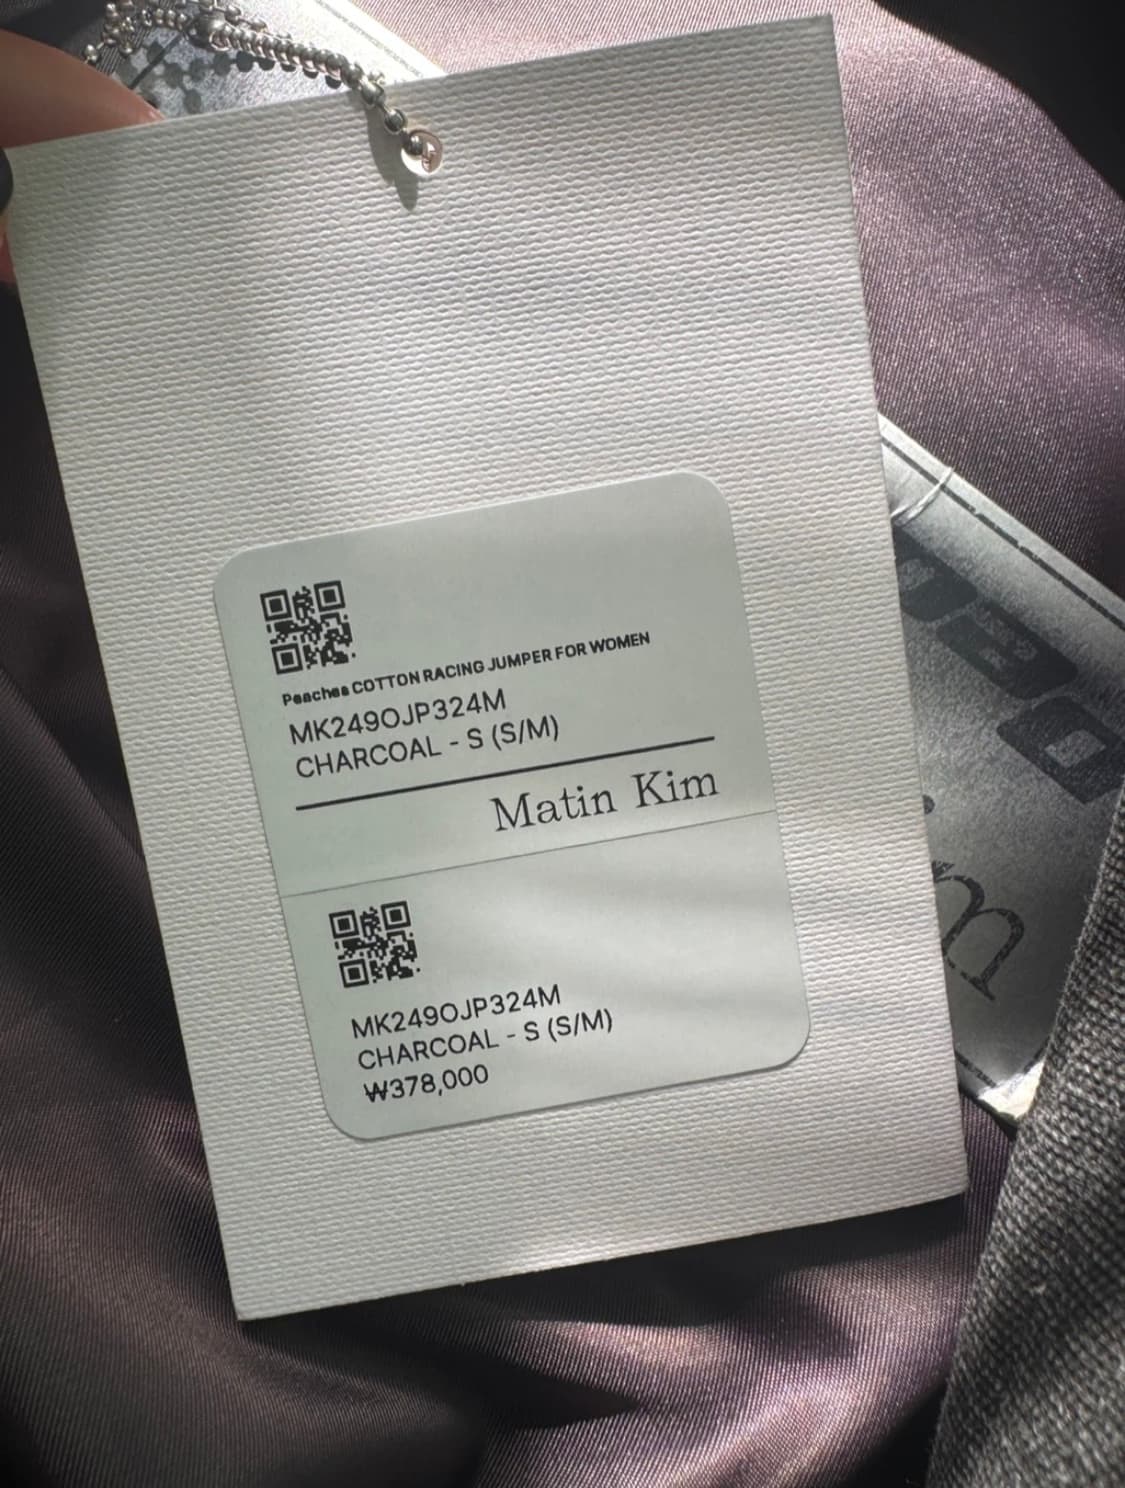 Peaches COTTON RACING JUMPER FOR WOMEN
MK249OJP324M
CHARCOAL - S (S/M)
Matin Kim
MK249OJP324M
CHARCOAL - S (S/M)
₩378,000